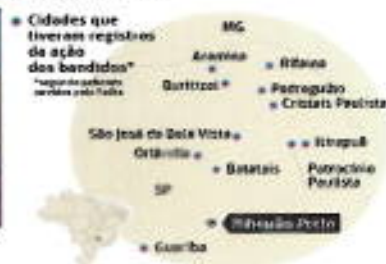 Cidades que
tiveram registros
da ação
dos bandidos*
MG
Aramina
Rifaina
Buritizal
Pedregulho
Cristais Paulista
São José da Bela Vista
Itirapuã
Orlândia
Batatais
Patrocínio
Paulista
SP
Ribeirão Preto
Guariba